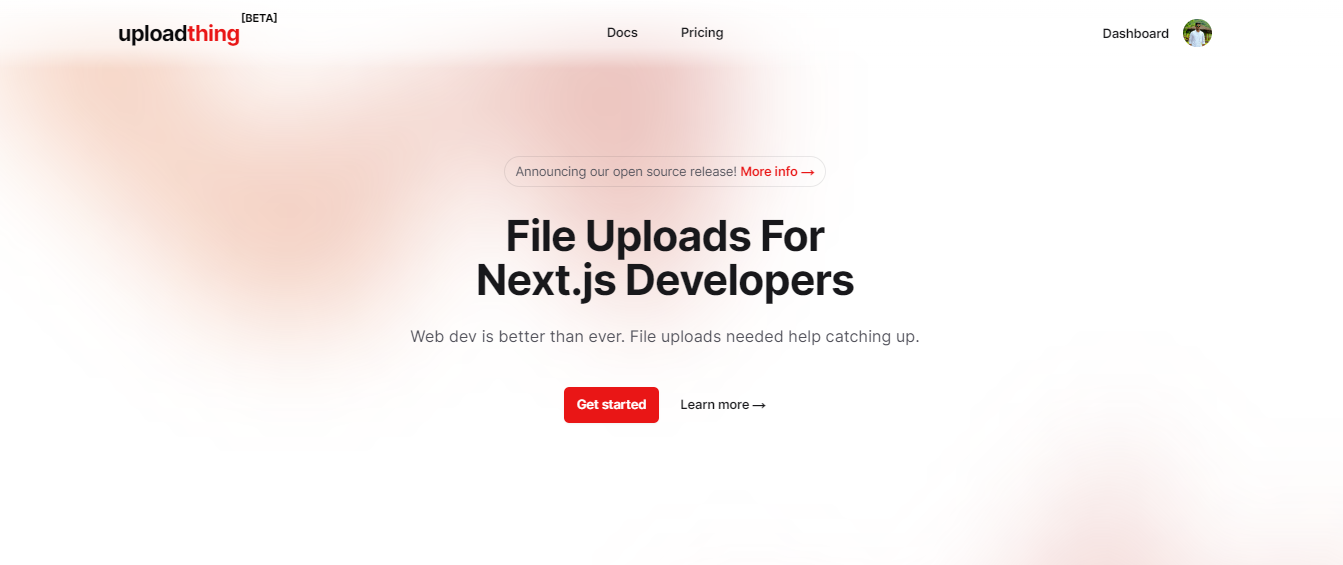 uploadthing [BETA]
Docs
Pricing
Dashboard
Announcing our open source release! More info →
File Uploads For
Next.js Developers
Web dev is better than ever. File uploads needed help catching up.
Get started
Learn more →